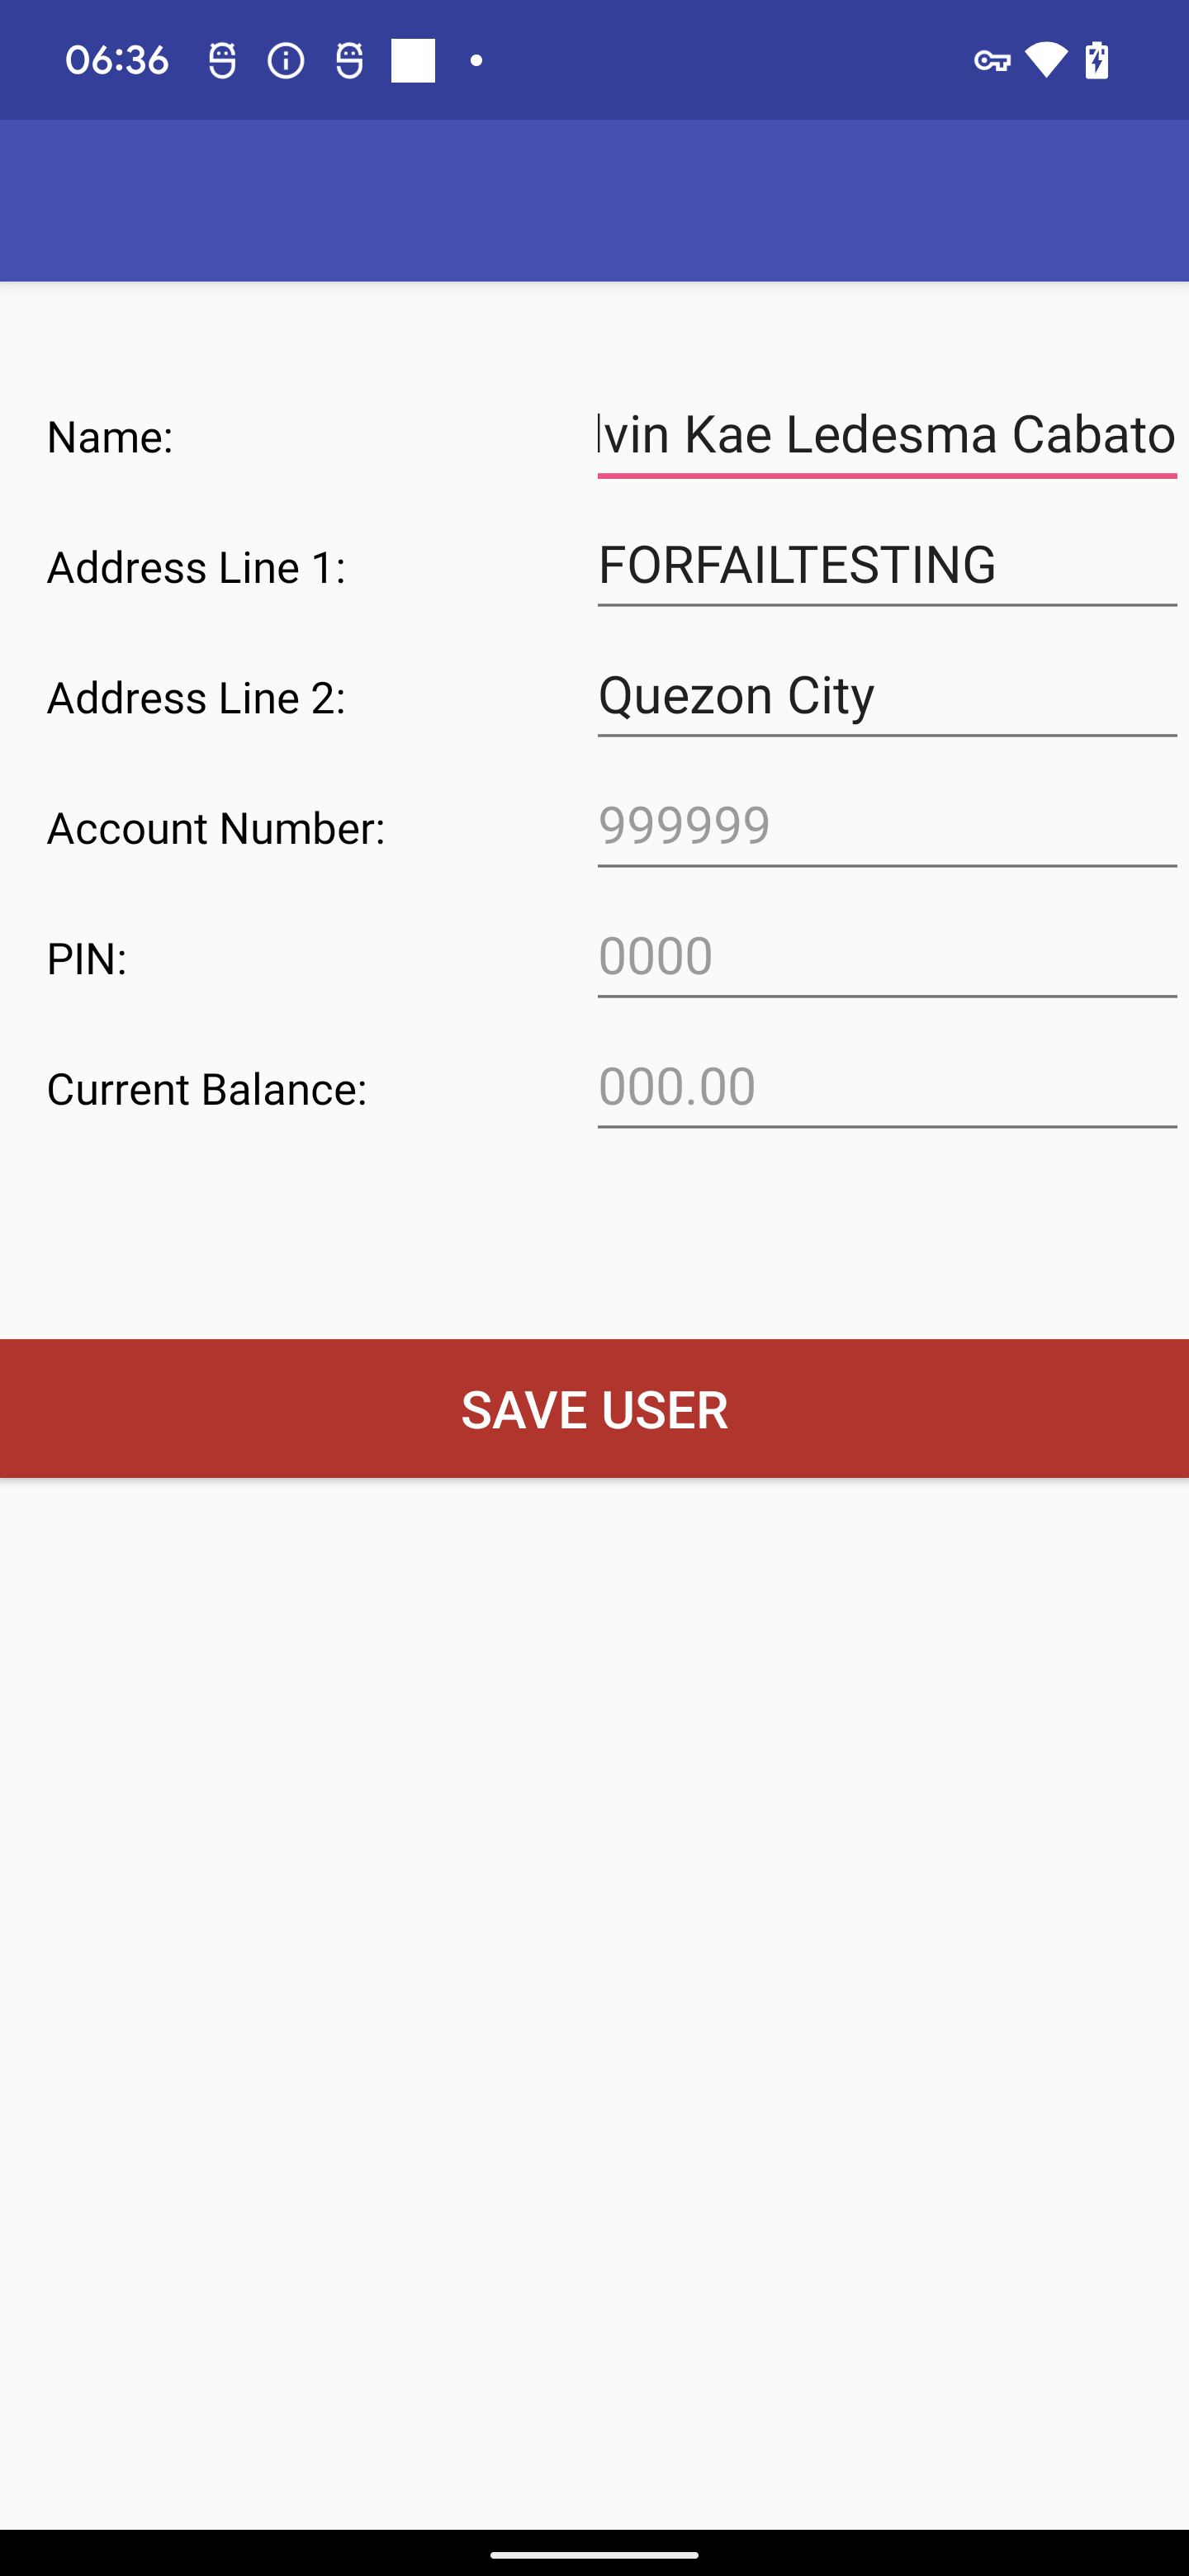 06:36
Name:
lvin Kae Ledesma Cabato
Address Line 1:
FORFAILTESTING
Address Line 2:
Quezon City
Account Number:
999999
PIN:
0000
Current Balance:
000.00
SAVE USER